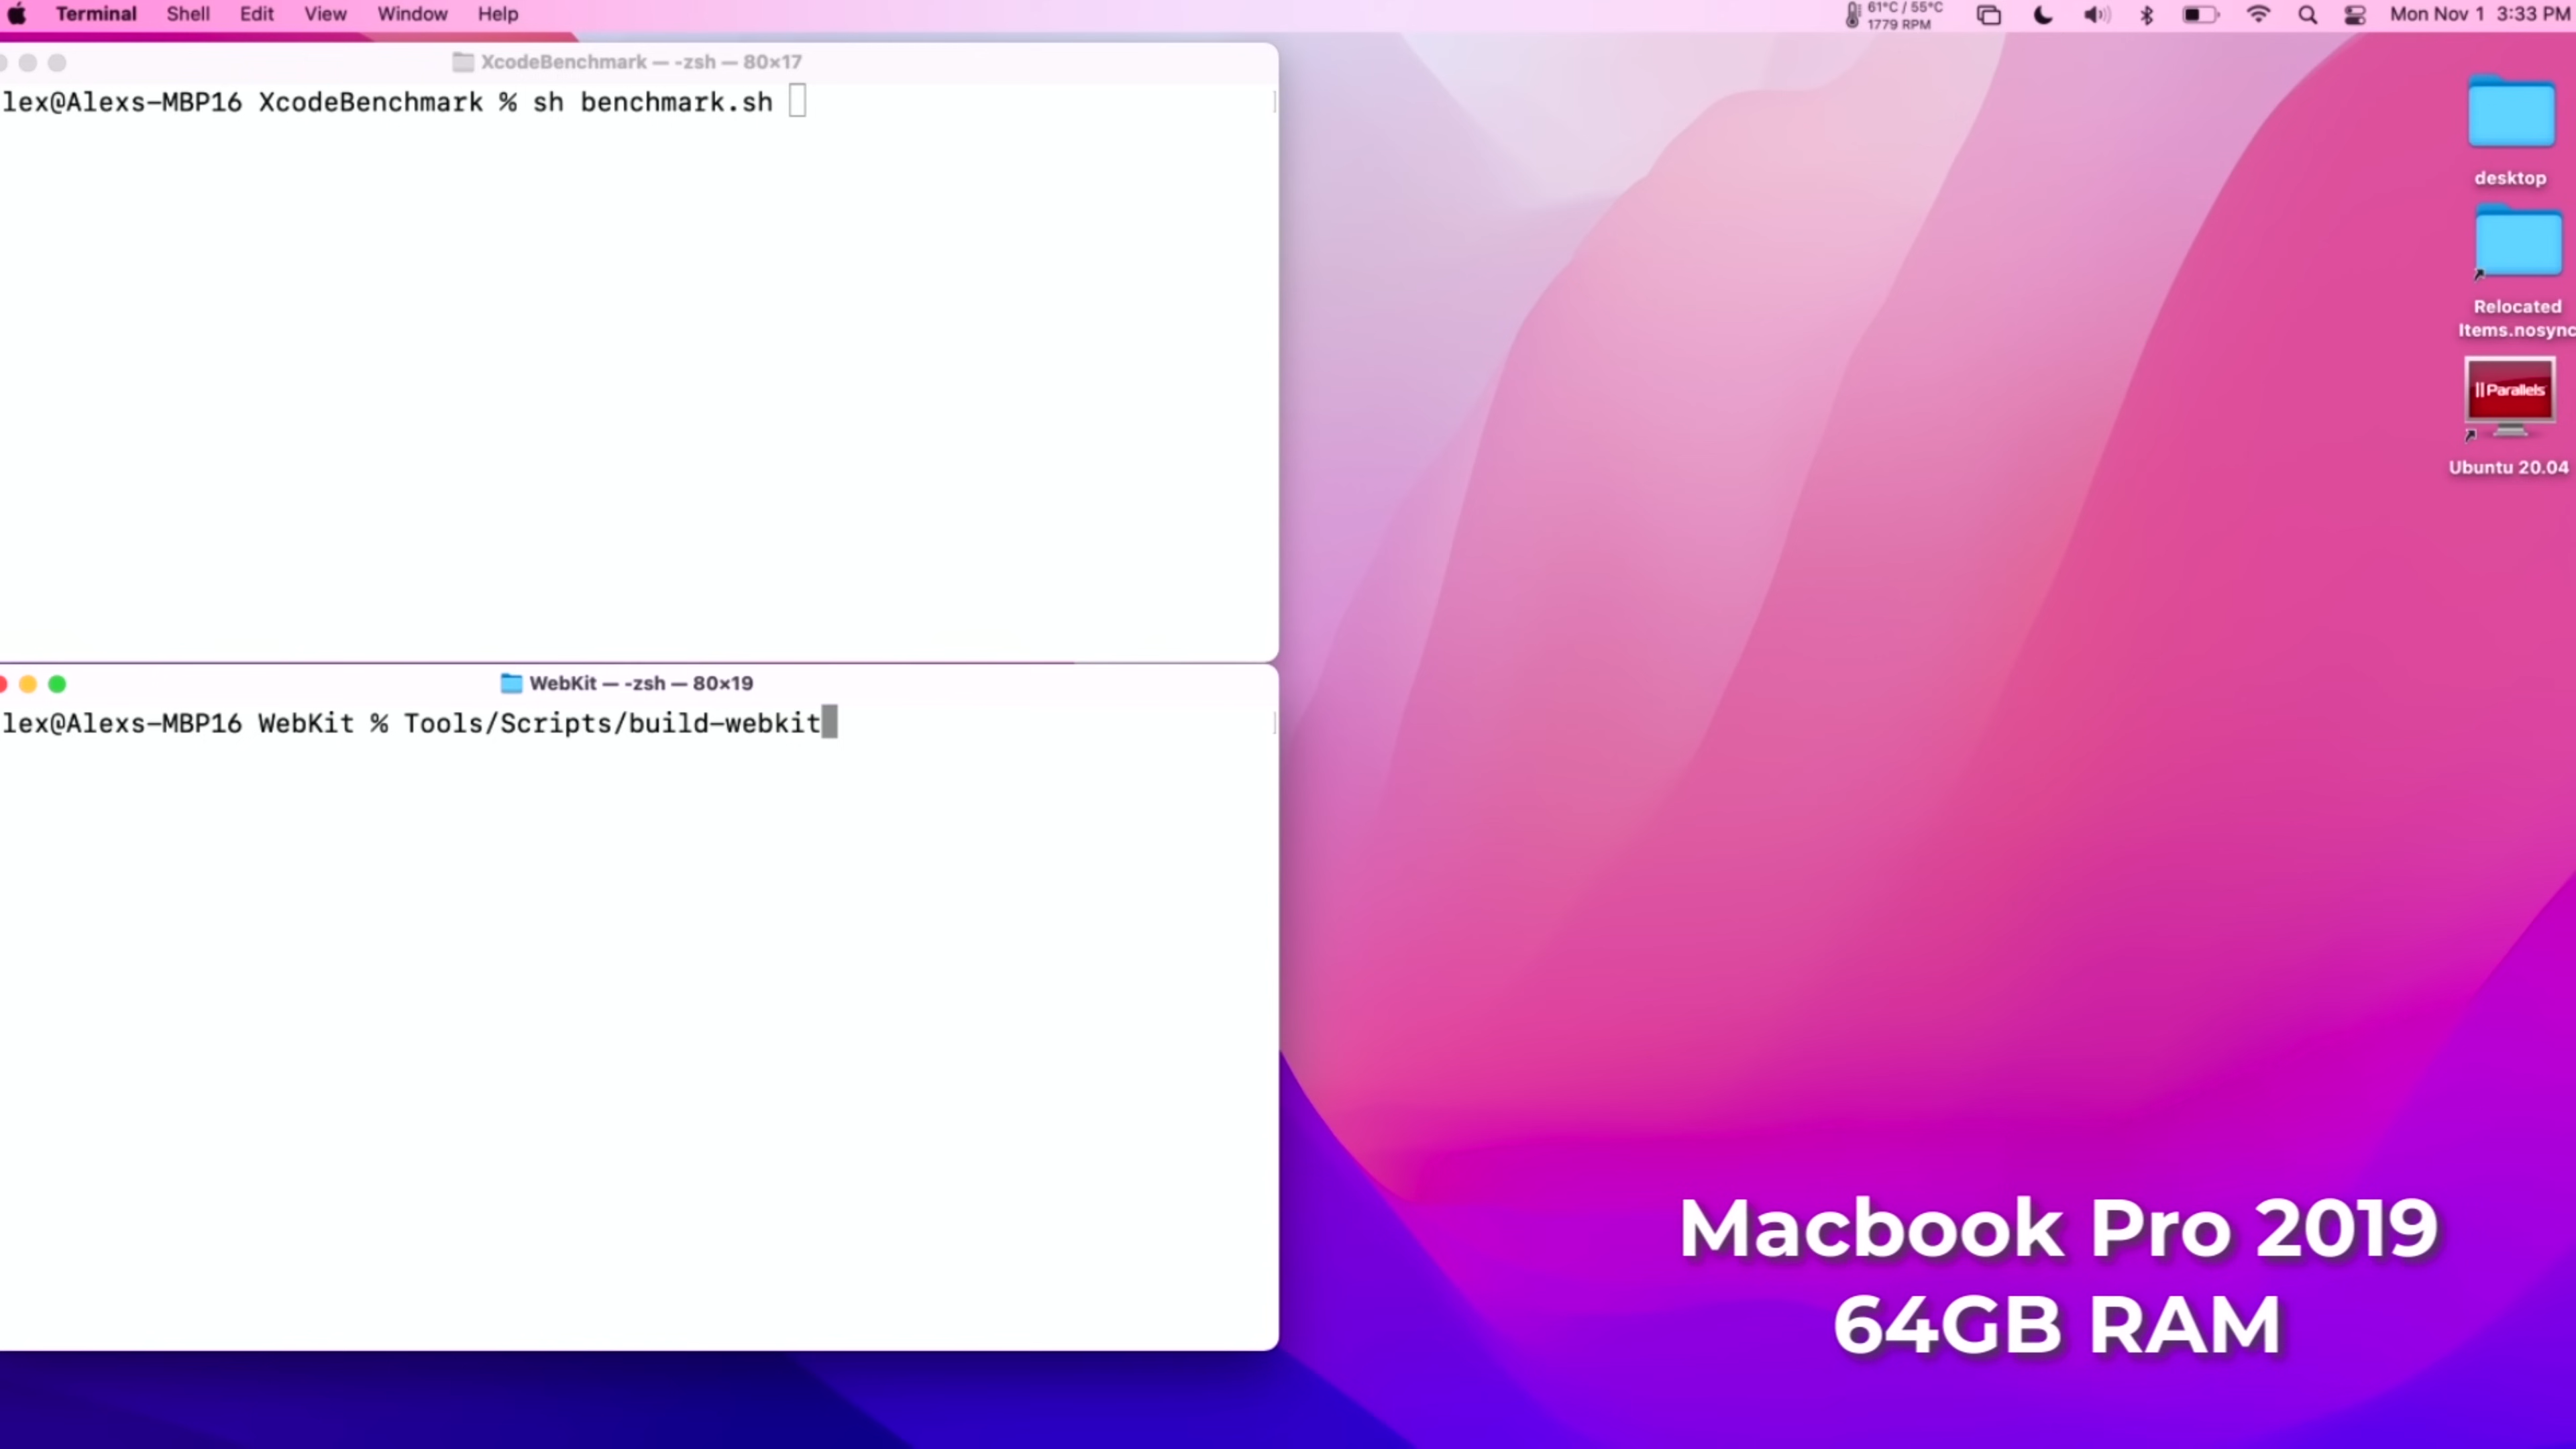 Terminal Shell Edit View Window Help
61°C / 55°C
1779 RPM
Mon Nov 1 3:33 PM
XcodeBenchmark — -zsh — 80×17
lex@Alexs-MBP16 XcodeBenchmark % sh benchmark.sh
desktop
Relocated
Items.nosync
Parallels
Ubuntu 20.04
WebKit — -zsh — 80×19
lex@Alexs-MBP16 WebKit % Tools/Scripts/build-webkit
Macbook Pro 2019
64GB RAM